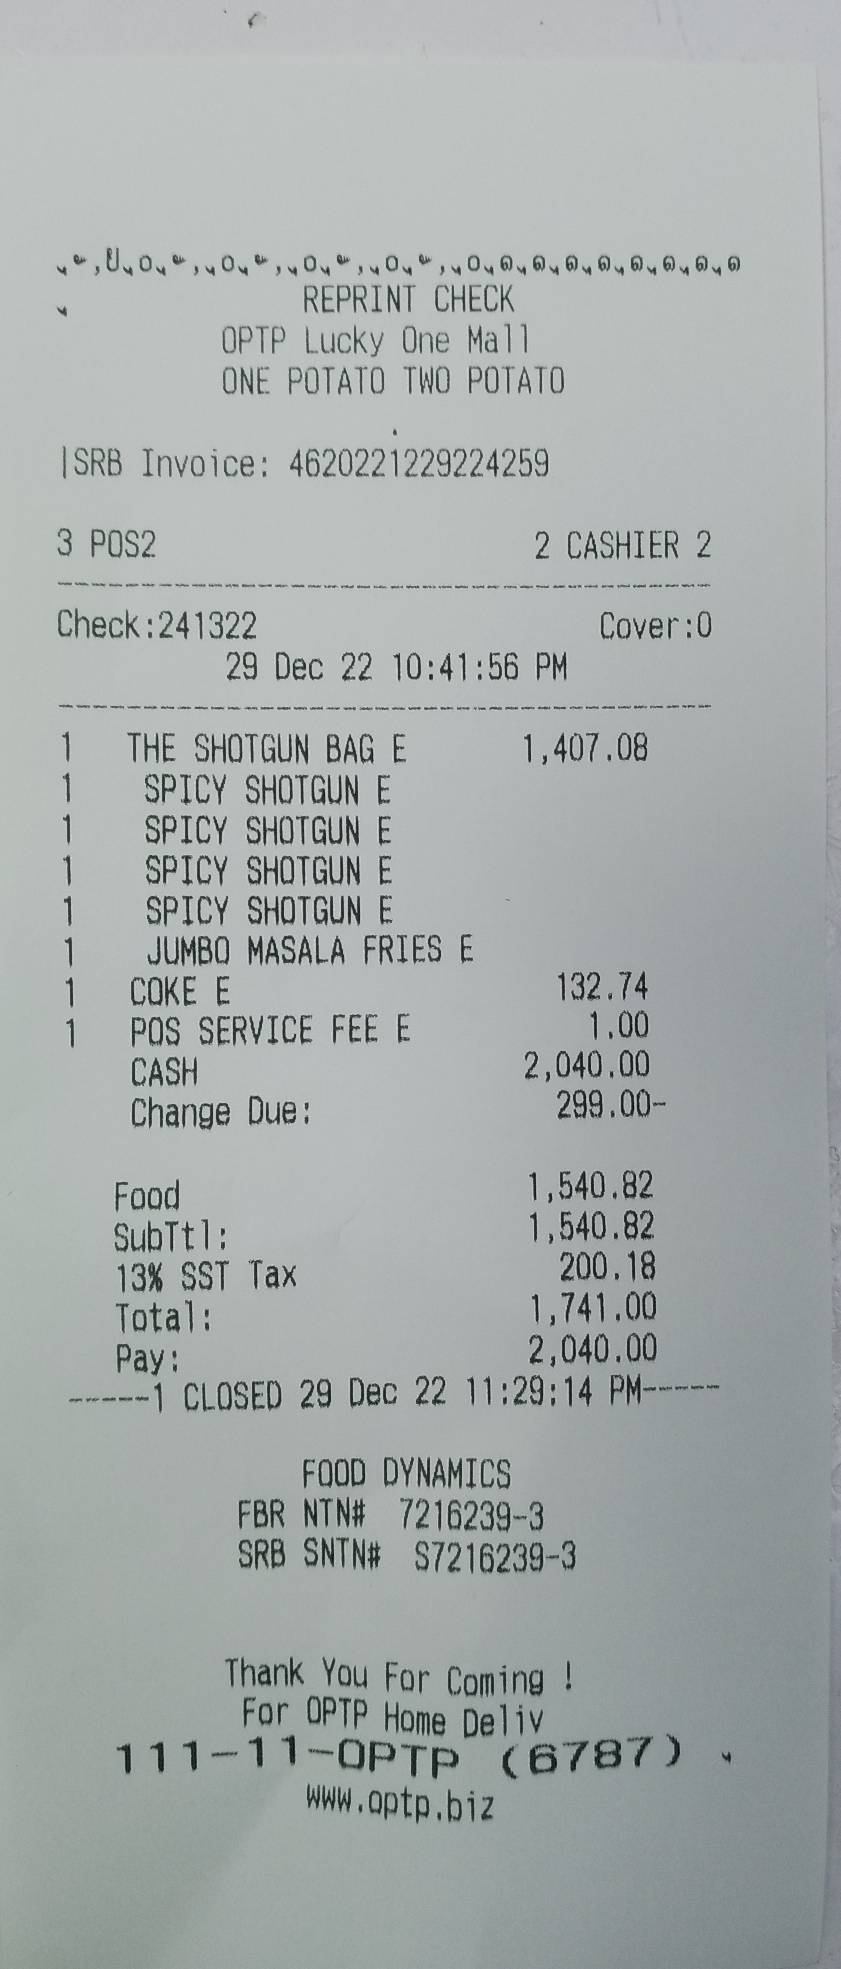 REPRINT CHECK
OPTP Lucky One Mall
ONE POTATO TWO POTATO
|SRB Invoice: 4620221229224259
3 POS2 2 CASHIER 2
Check:241322 Cover:0
29 Dec 22 10:41:56 PM
1 THE SHOTGUN BAG E 1,407.08
1 SPICY SHOTGUN E
1 SPICY SHOTGUN E
1 SPICY SHOTGUN E
1 SPICY SHOTGUN E
1 JUMBO MASALA FRIES E
1 COKE E 132.74
1 POS SERVICE FEE E 1.00
CASH 2,040.00
Change Due: 299.00-
Food 1,540.82
SubTtl: 1,540.82
13% SST Tax 200.18
Total: 1,741.00
Pay: 2,040.00
-----1 CLOSED 29 Dec 22 11:29:14 PM-----
FOOD DYNAMICS
FBR NTN# 7216239-3
SRB SNTN# S7216239-3
Thank You For Coming !
For OPTP Home Deliv
111-11-OPTP (6787)
www.optp.biz